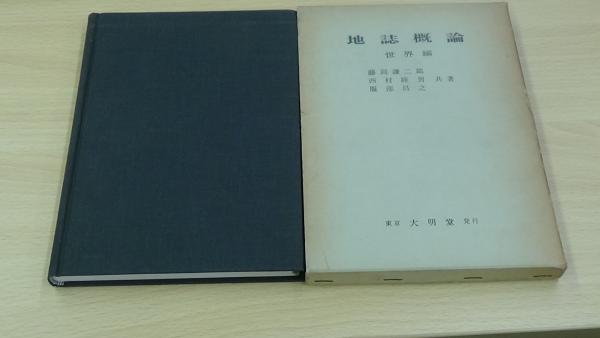 地誌概論
世界編
藤岡謙二郎
西村睦男 共著
服部昌之
東京 大明堂 発行